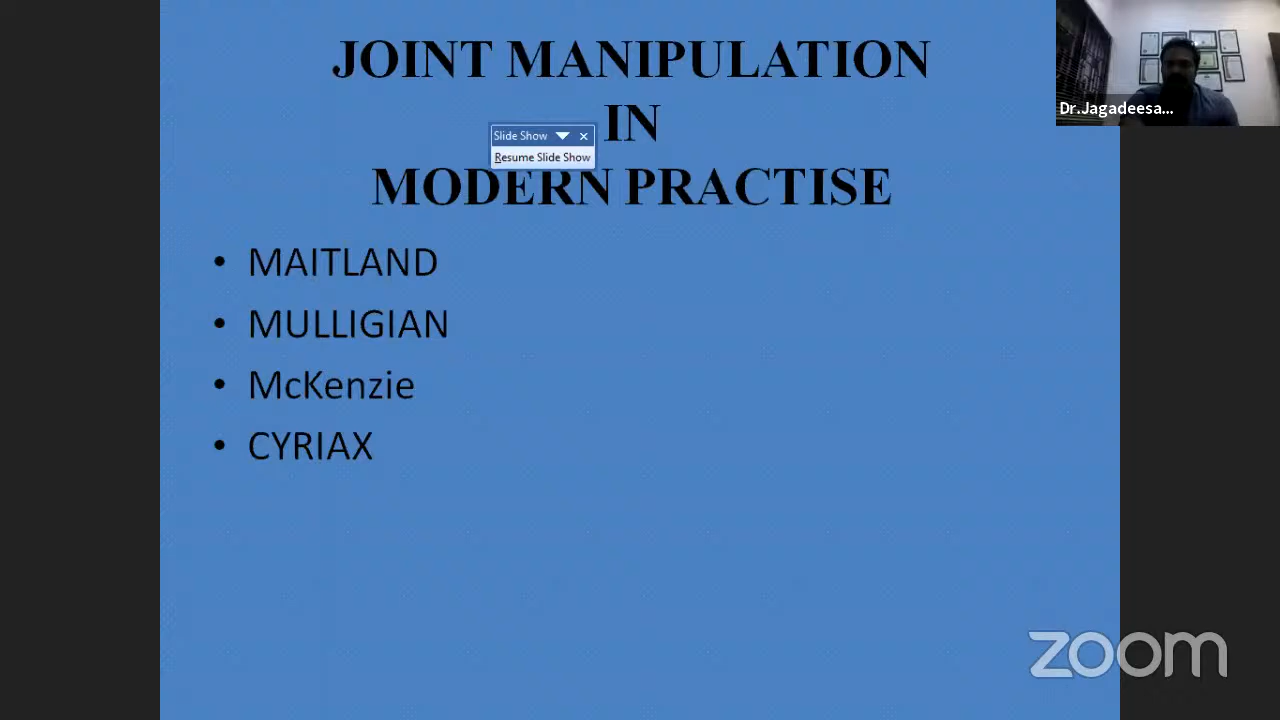 JOINT MANIPULATION
IN
MODERN PRACTISE
Slide Show
Resume Slide Show
• MAITLAND
• MULLIGIAN
• McKenzie
• CYRIAX
Dr.Jagadeesa...
zoom